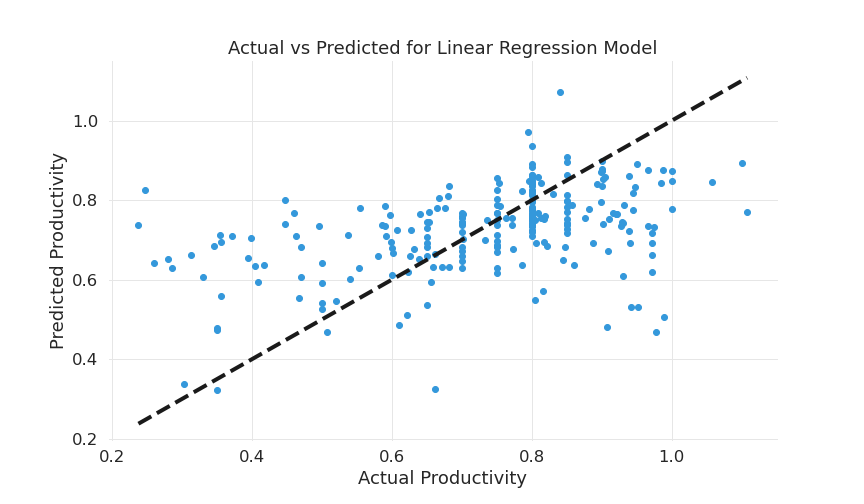 Actual vs Predicted for Linear Regression Model
Predicted Productivity
1.0
0.8
0.6
0.4
0.2
0.2 0.4 0.6 0.8 1.0
Actual Productivity